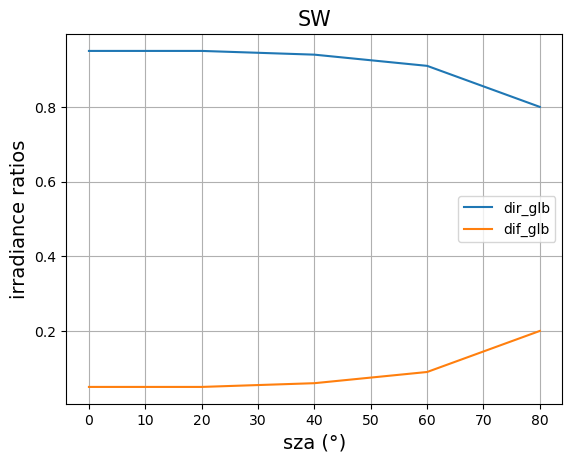 SW
irradiance ratios
0.8
0.6
0.4
0.2
dir_glb
dif_glb
0 10 20 30 40 50 60 70 80
sza (°)